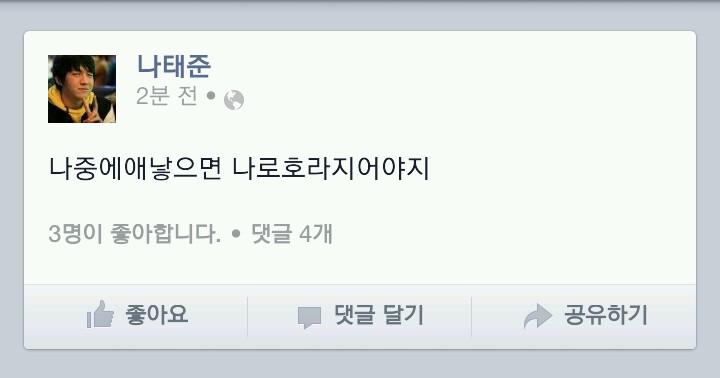 나태준
2분 전 •
나중에애낳으면 나로호라지어야지
3명이 좋아합니다. • 댓글 4개
좋아요 댓글 달기 공유하기